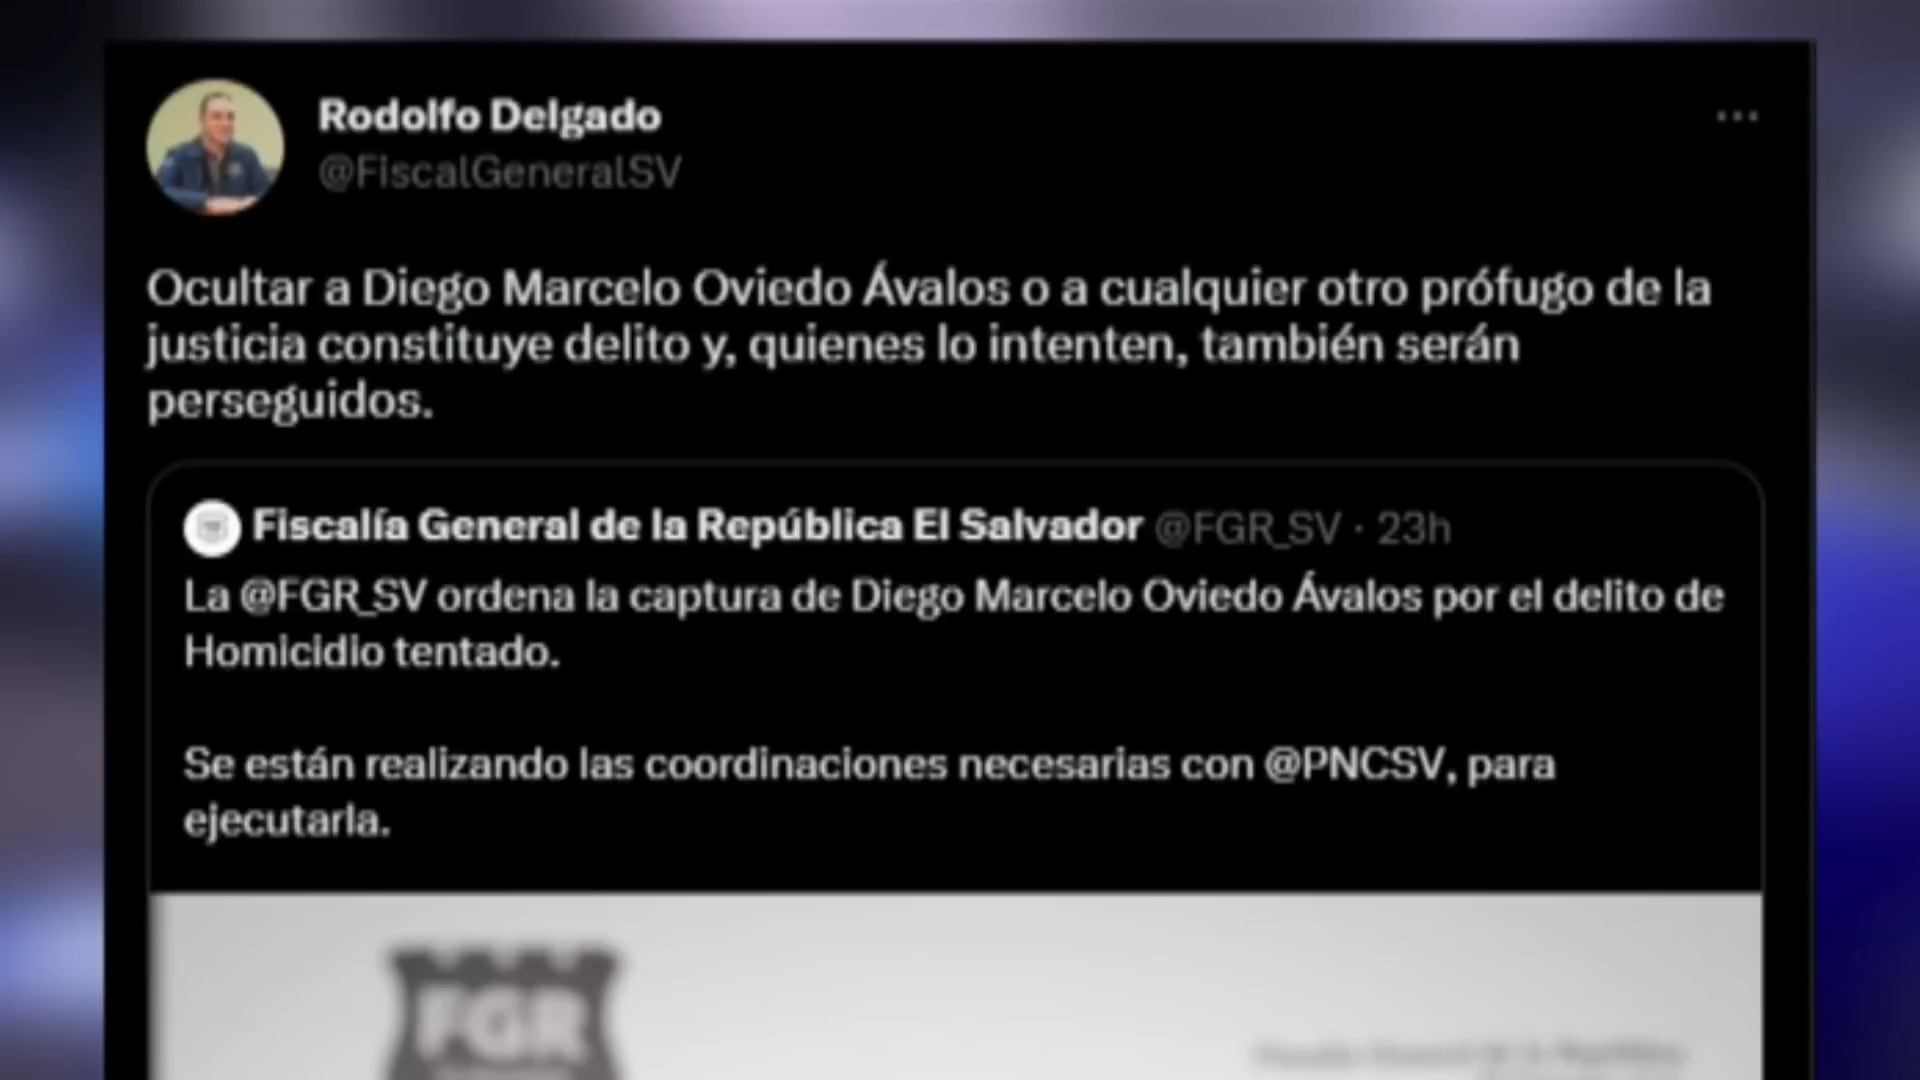 Rodolfo Delgado
@FiscalGeneralSV
Ocultar a Diego Marcelo Oviedo Ávalos o a cualquier otro prófugo de la
justicia constituye delito y, quienes lo intenten, también serán
perseguidos.
Fiscalía General de la República El Salvador @FGR_SV · 23h
La @FGR_SV ordena la captura de Diego Marcelo Oviedo Ávalos por el delito de
Homicidio tentado.
Se están realizando las coordinaciones necesarias con @PNCSV, para
ejecutarla.
FGR